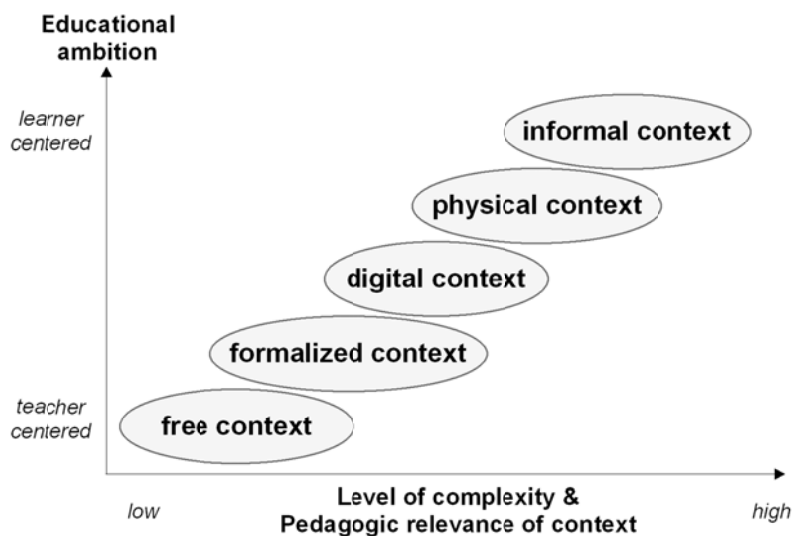 Educational
ambition
learner
centered
informal context
physical context
digital context
formalized context
teacher
centered
free context
low
Level of complexity &
Pedagogic relevance of context
high